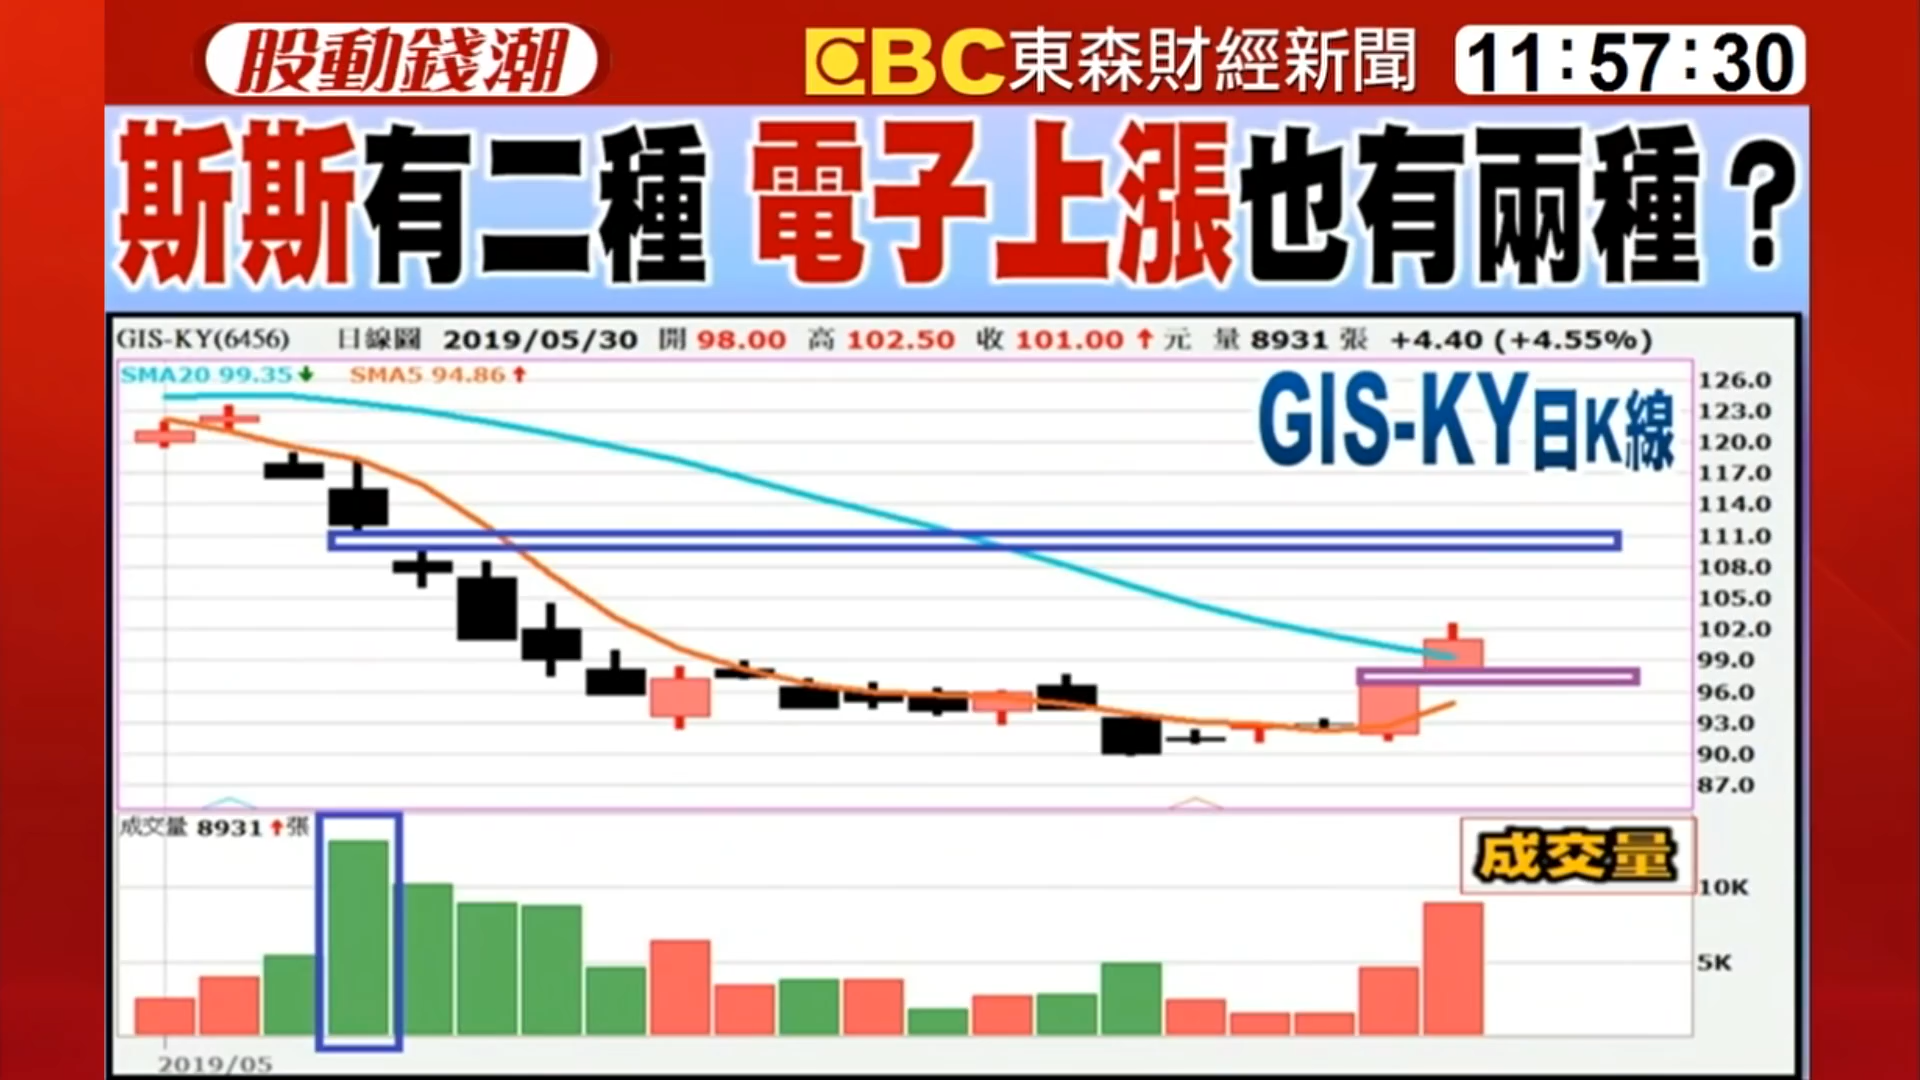 股動錢潮
EBC東森財經新聞
11:57:30
斯斯有二種 電子上漲也有兩種？
GIS-KY(6456) 日線圖 2019/05/30 開 98.00 高 102.50 收 101.00↑元 量 8931 張 +4.40 (+4.55%)
SMA20 99.35↓ SMA5 94.86↑
GIS-KY日K線
126.0
123.0
120.0
117.0
114.0
111.0
108.0
105.0
102.0
99.0
96.0
93.0
90.0
87.0
成交量 8931↑張
成交量
10K
5K
2019/05